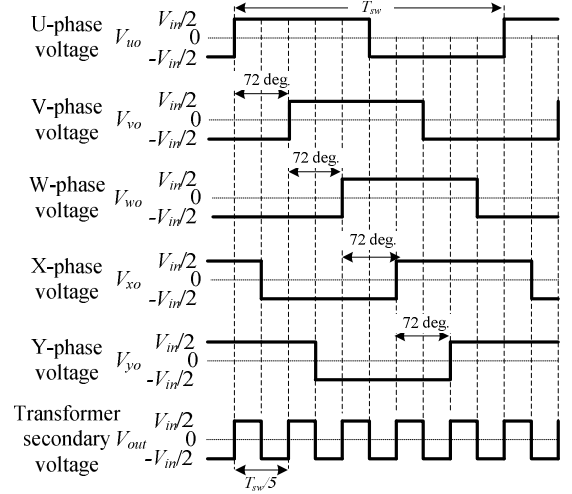 U-phase voltage V_uo
V_in/2
0
-V_in/2
T_sw
72 deg.
V-phase voltage V_vo
V_in/2
0
-V_in/2
72 deg.
W-phase voltage V_wo
V_in/2
0
-V_in/2
72 deg.
X-phase voltage V_xo
V_in/2
0
-V_in/2
72 deg.
Y-phase voltage V_yo
V_in/2
0
-V_in/2
Transformer secondary voltage V_out
V_in/2
0
-V_in/2
T_sw/5